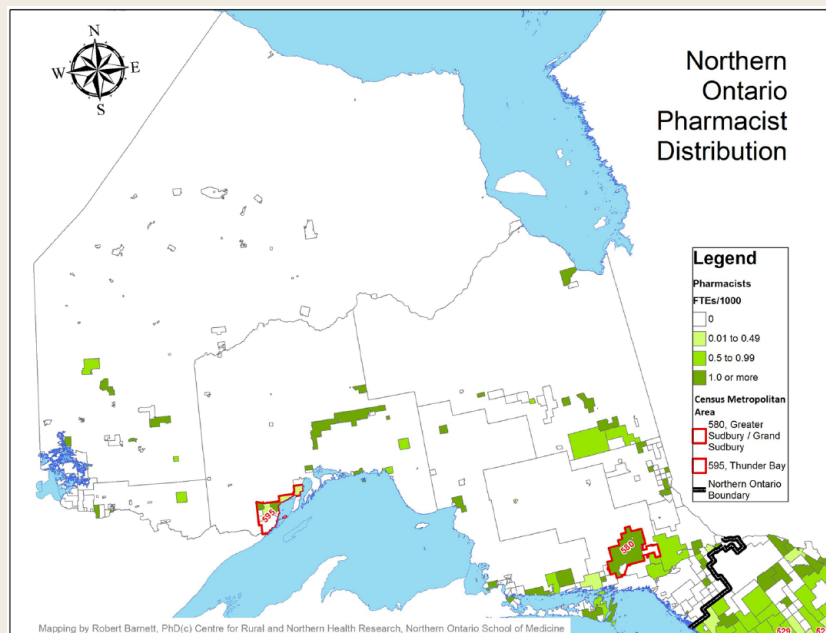 N
W E
S
Northern
Ontario
Pharmacist
Distribution
Legend
Pharmacists
FTEs/1000
0
0.01 to 0.49
0.5 to 0.99
1.0 or more
Census Metropolitan
Area
580, Greater
Sudbury / Grand
Sudbury
595, Thunder Bay
Northern Ontario
Boundary
595
580
529
Mapping by Robert Barnett, PhD(c) Centre for Rural and Northern Health Research, Northern Ontario School of Medicine